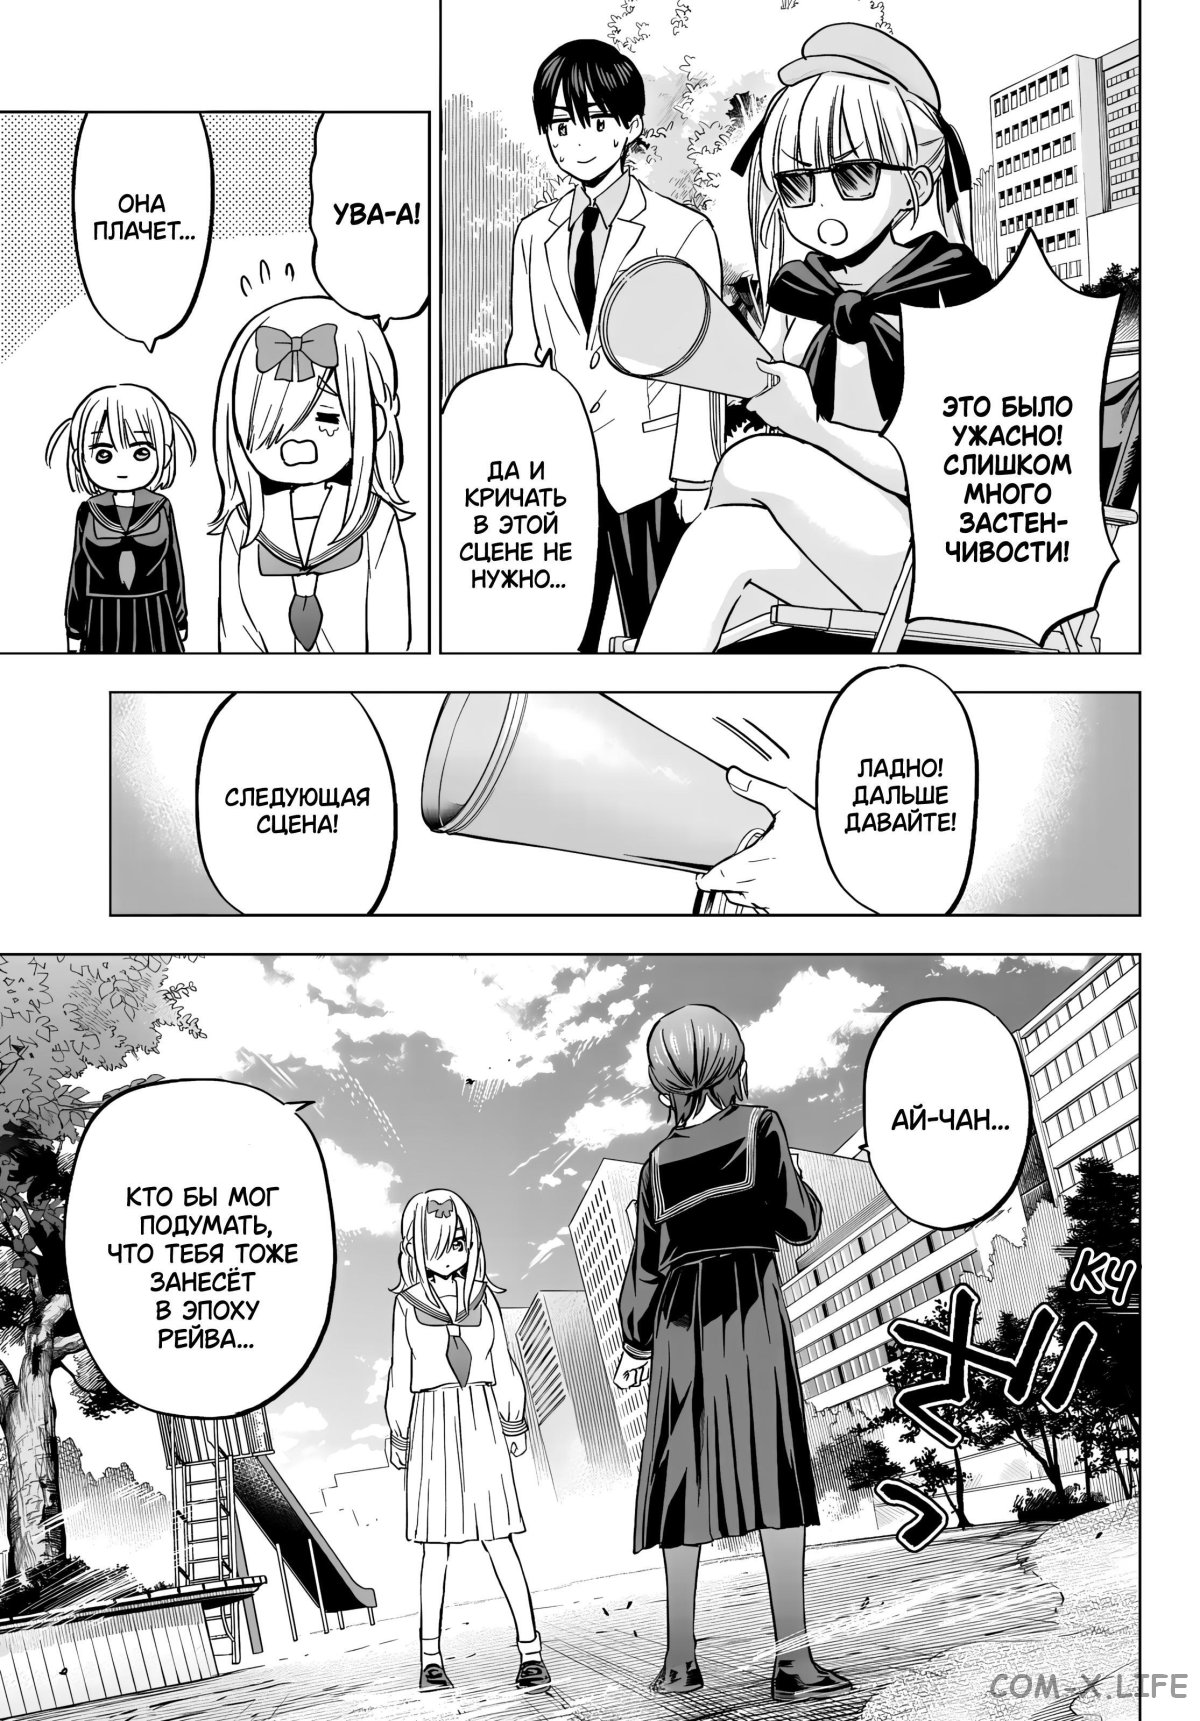 ЭТО БЫЛО
УЖАСНО!
СЛИШКОМ
МНОГО
ЗАСТЕН-
ЧИВОСТИ!
ДА И
КРИЧАТЬ
В ЭТОЙ
СЦЕНЕ НЕ
НУЖНО...
УВА-А!
ОНА
ПЛАЧЕТ...
ЛАДНО!
ДАЛЬШЕ
ДАВАЙТЕ!
СЛЕДУЮЩАЯ
СЦЕНА!
АЙ-ЧАН...
КТО БЫ МОГ
ПОДУМАТЬ,
ЧТО ТЕБЯ ТОЖЕ
ЗАНЕСЁТ
В ЭПОХУ
РЕЙВА...
COM-X.LIFE